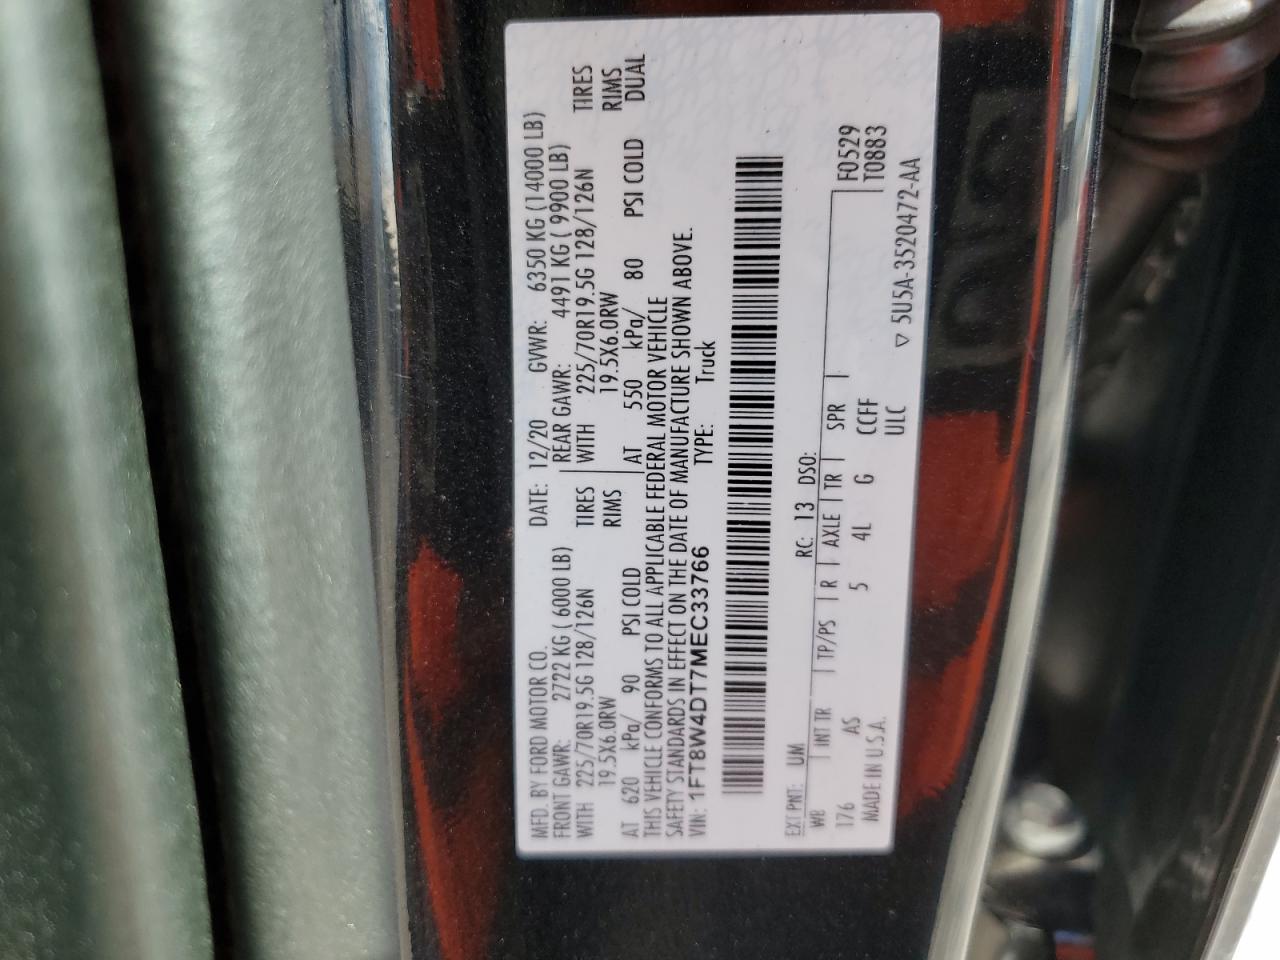 MFD. BY FORD MOTOR CO.
DATE: 12/20 GVWR: 6350 KG (14000 LB)
FRONT GAWR: 2722 KG ( 6000 LB) REAR GAWR: 4491 KG ( 9900 LB)
WITH 225/70R19.5G 128/126N TIRES WITH 225/70R19.5G 128/126N TIRES
19.5X6.0RW RIMS 19.5X6.0RW RIMS
AT 620 kPa/ 90 PSI COLD AT 550 kPa/ 80 PSI COLD DUAL
THIS VEHICLE CONFORMS TO ALL APPLICABLE FEDERAL MOTOR VEHICLE
SAFETY STANDARDS IN EFFECT ON THE DATE OF MANUFACTURE SHOWN ABOVE.
VIN: 1FT8W4DT7MEC33766 TYPE: Truck
EXT PNT: UM RC: 13 DSO:
WB INT TR TP/PS R AXLE TR SPR F0529
176 AS 5 4L G CCFF T0883
MADE IN U.S.A. ULC
▽ 5U5A-3520472-AA